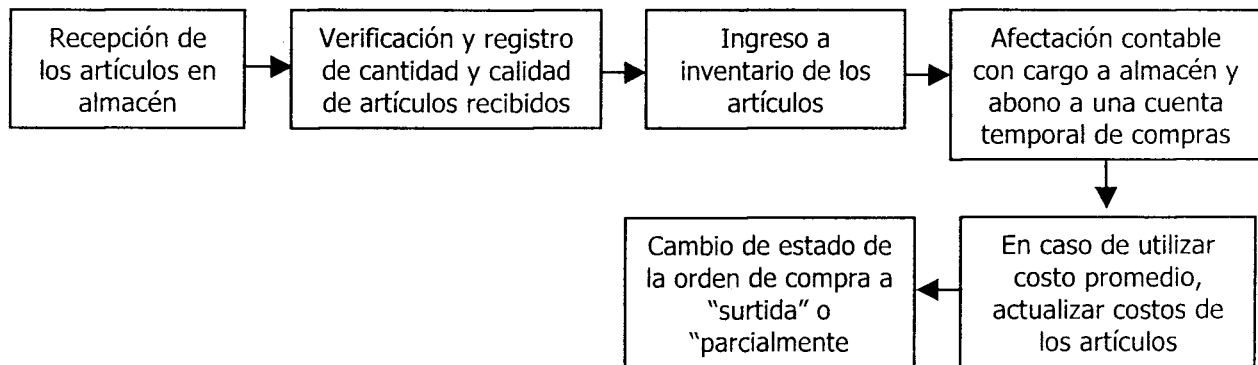 Recepción de
los artículos en
almacén
Verificación y registro
de cantidad y calidad
de artículos recibidos
Ingreso a
inventario de los
artículos
Afectación contable
con cargo a almacén y
abono a una cuenta
temporal de compras
En caso de utilizar
costo promedio,
actualizar costos de
los artículos
Cambio de estado de
la orden de compra a
“surtida” o
“parcialmente